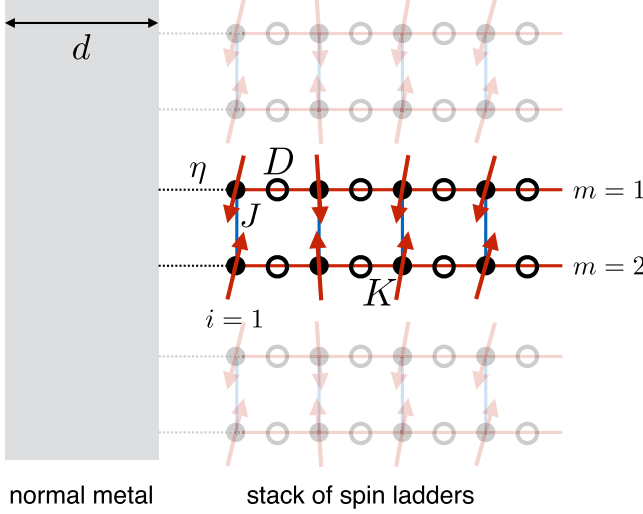 d
η D m = 1
J
K m = 2
i = 1
normal metal stack of spin ladders